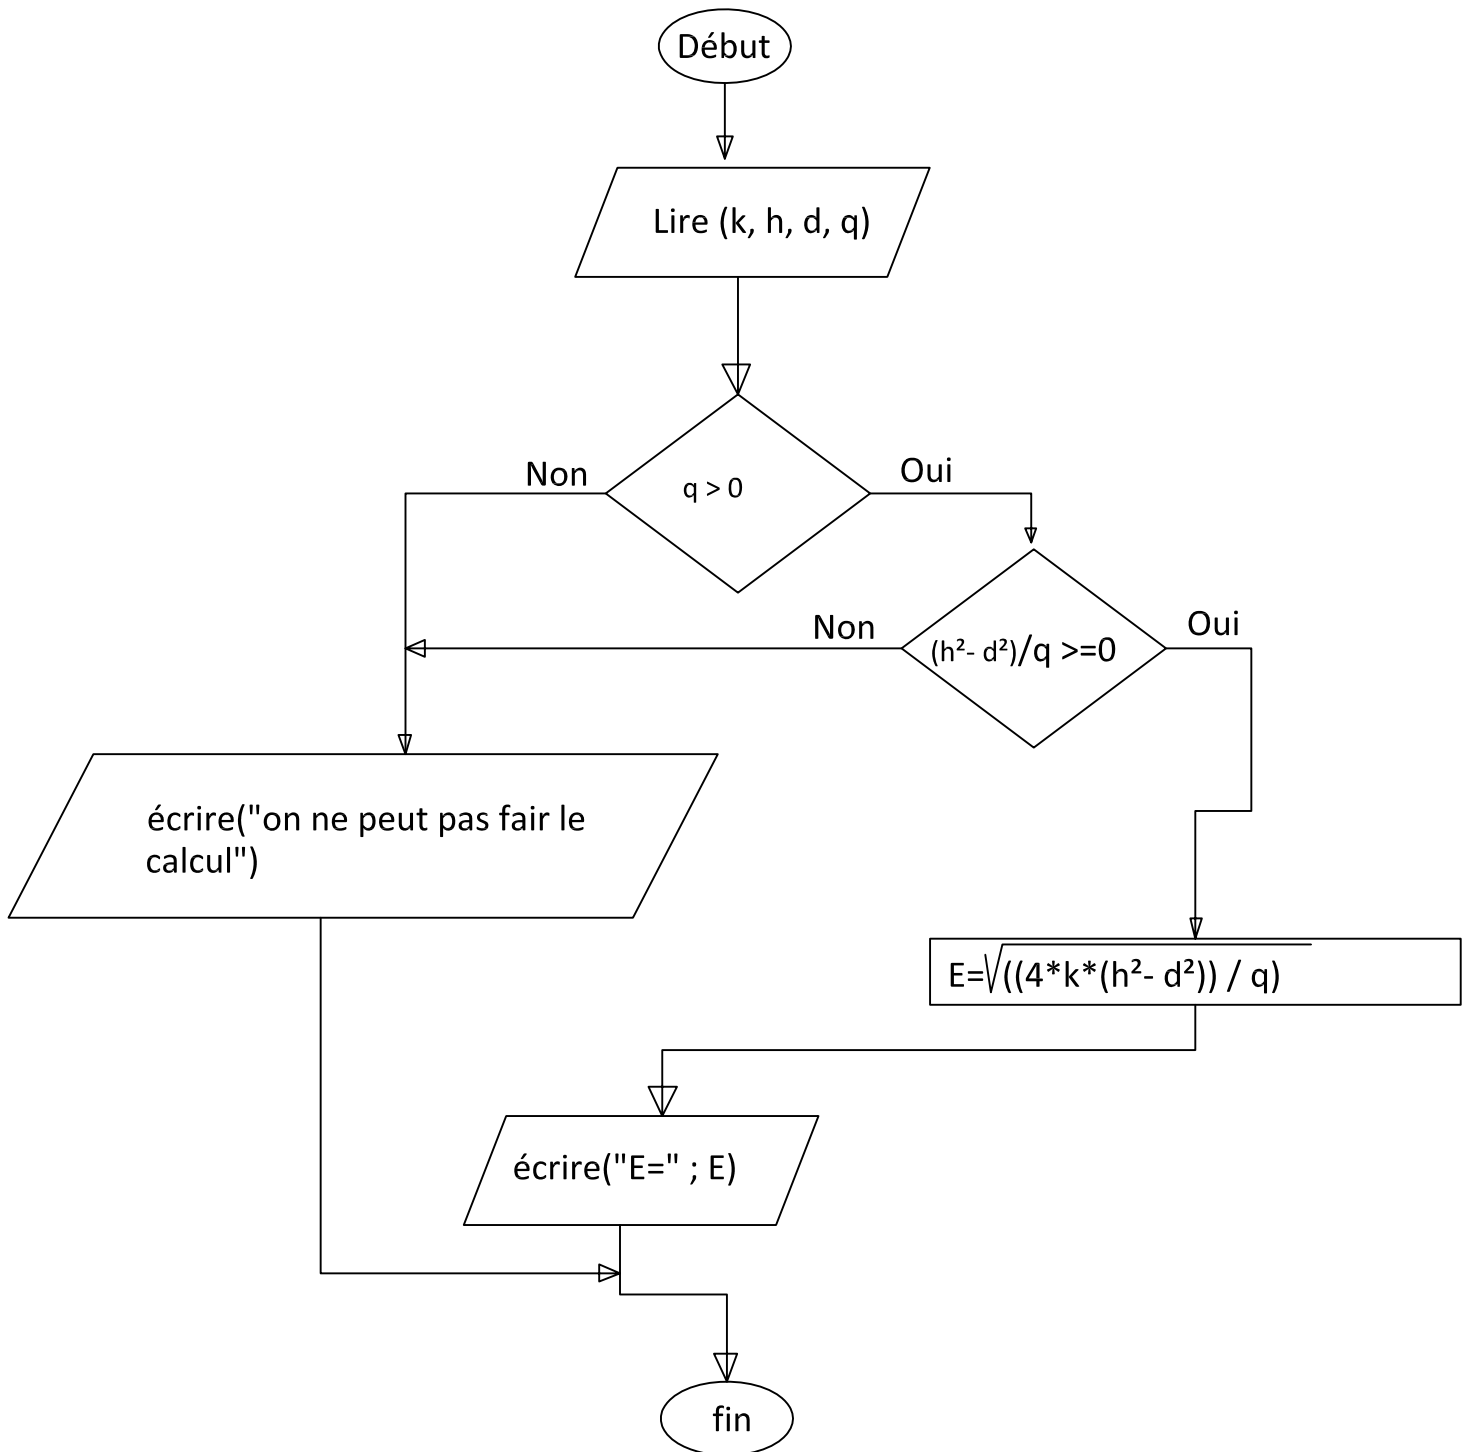 Début
Lire (k, h, d, q)
Non
Oui
q > 0
Non
Oui
(h²- d²)/q >=0
écrire("on ne peut pas fair le
calcul")
E=√((4*k*(h²- d²)) / q)
écrire("E=" ; E)
fin